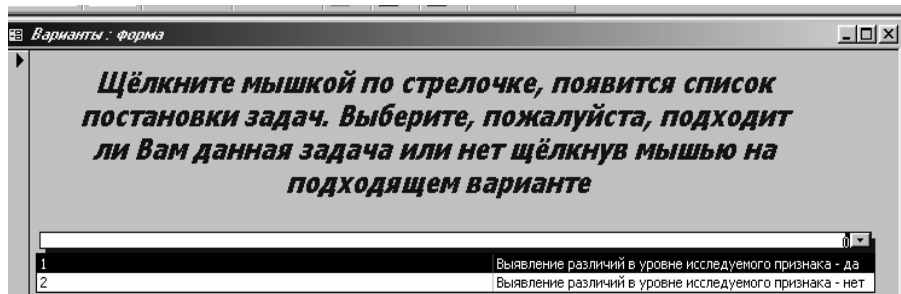 Варианты : форма
Щёлкните мышкой по стрелочке, появится список
постановки задач. Выберите, пожалуйста, подходит
ли Вам данная задача или нет щёлкнув мышью на
подходящем варианте
0
1 Выявление различий в уровне исследуемого признака - да
2 Выявление различий в уровне исследуемого признака - нет